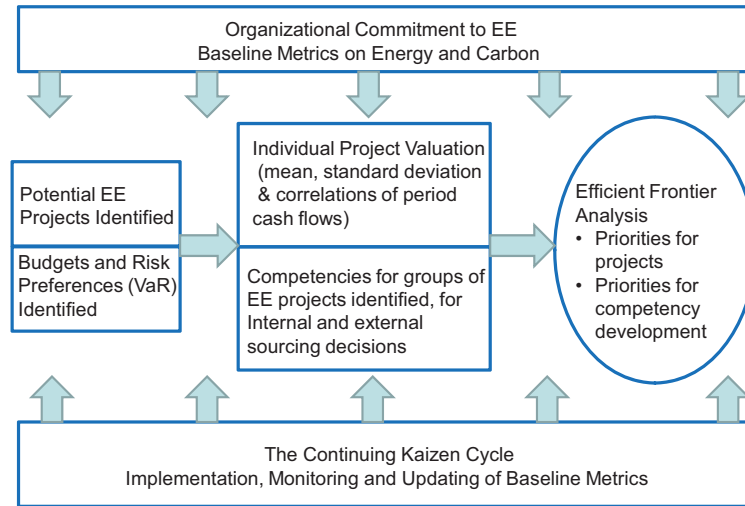 Organizational Commitment to EE
Baseline Metrics on Energy and Carbon
Potential EE
Projects Identified
Budgets and Risk
Preferences (VaR)
Identified
Individual Project Valuation
(mean, standard deviation
& correlations of period
cash flows)
Competencies for groups of
EE projects identified, for
Internal and external
sourcing decisions
Efficient Frontier
Analysis
• Priorities for
projects
• Priorities for
competency
development
The Continuing Kaizen Cycle
Implementation, Monitoring and Updating of Baseline Metrics